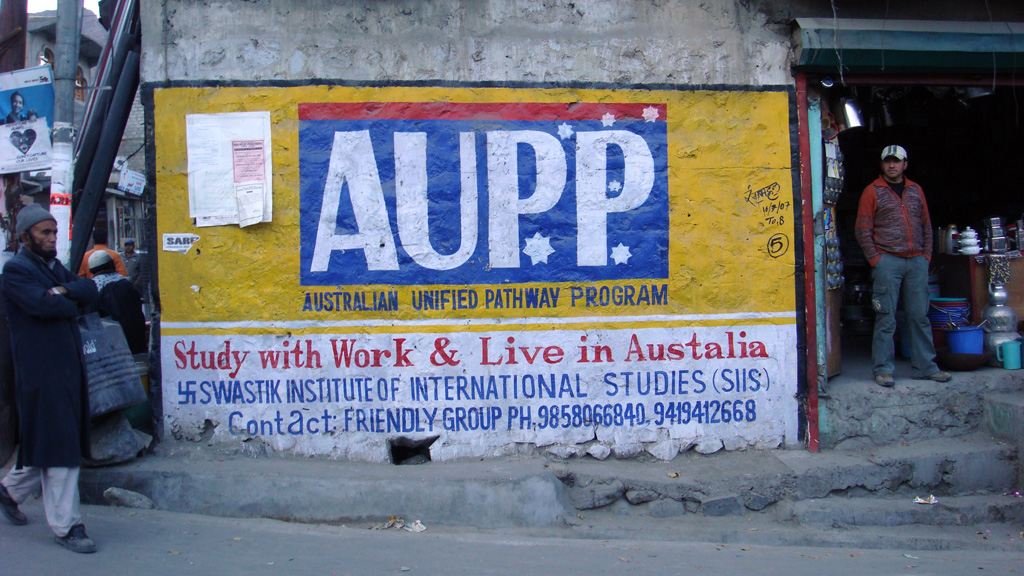 AUPP
AUSTRALIAN UNIFIED PATHWAY PROGRAM
Study with Work & Live in Austalia
卐 SWASTIK INSTITUTE OF INTERNATIONAL STUDIES (SIIS)
Contact: FRIENDLY GROUP PH, 9858066840, 9419412668
SABE
5